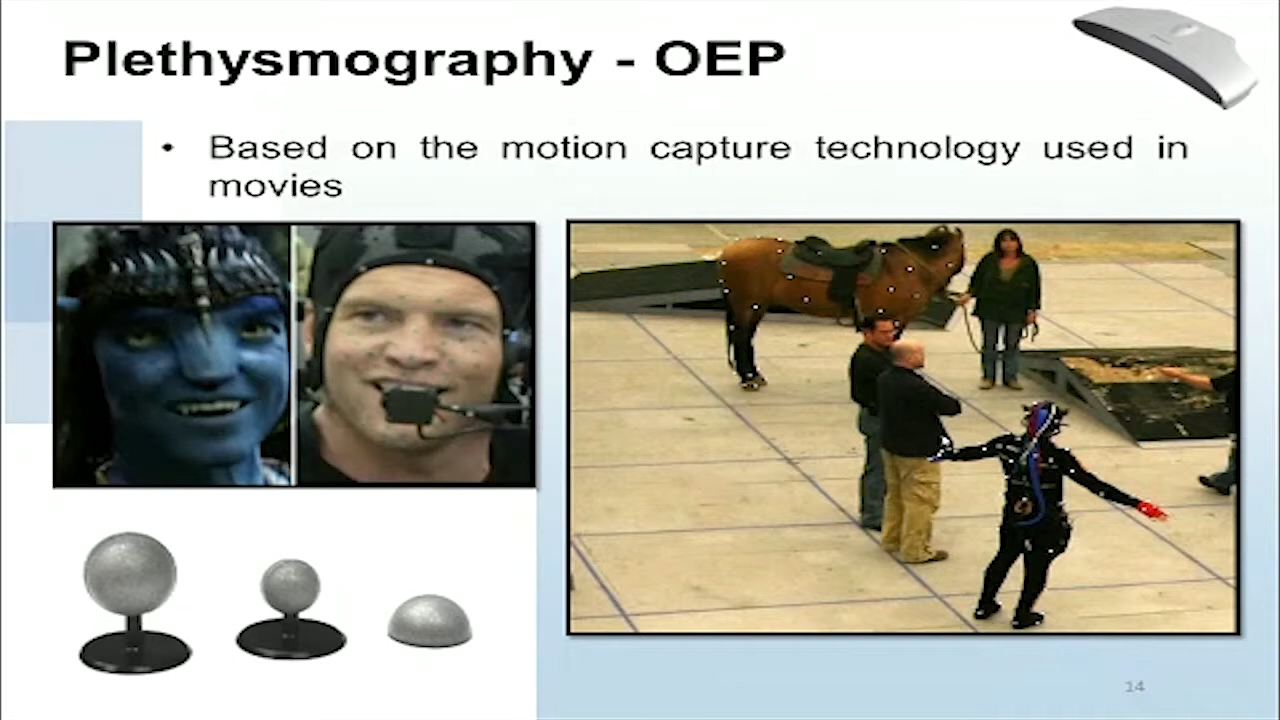 Plethysmography - OEP
• Based on the motion capture technology used in
movies
14